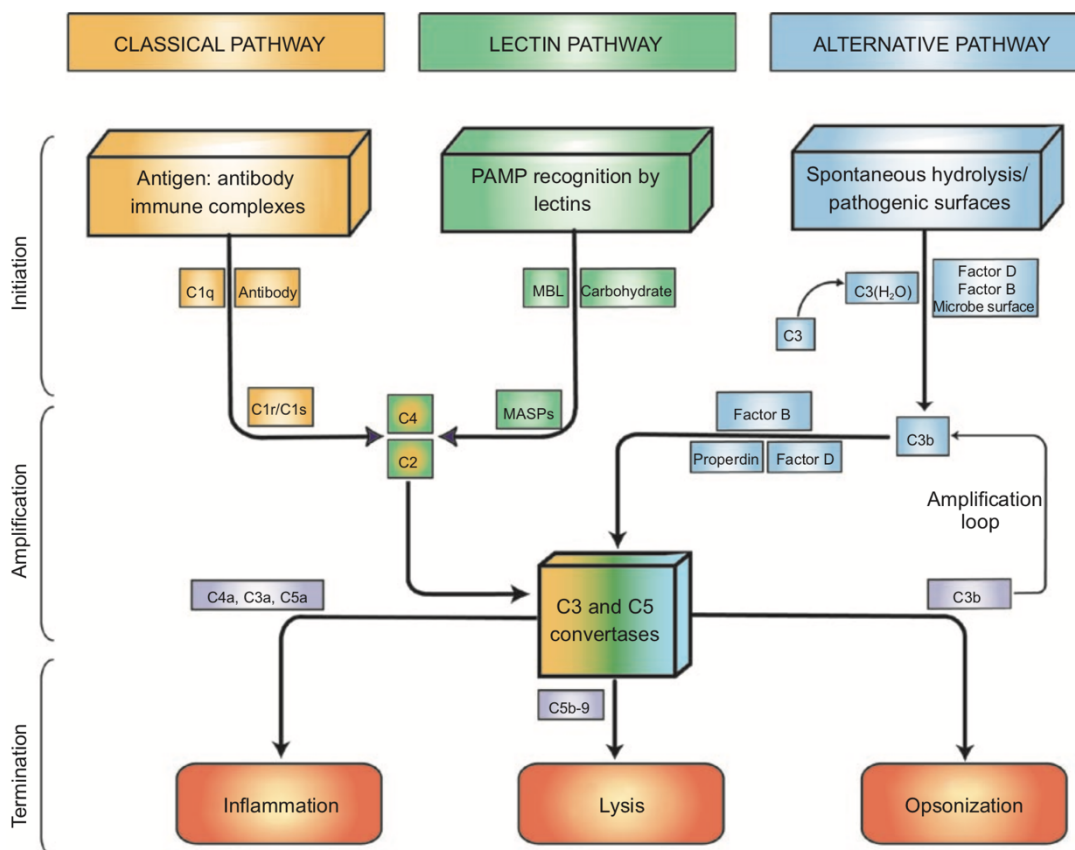 CLASSICAL PATHWAY
LECTIN PATHWAY
ALTERNATIVE PATHWAY
Initiation
Antigen: antibody
immune complexes
PAMP recognition by
lectins
Spontaneous hydrolysis/
pathogenic surfaces
C1q
Antibody
MBL
Carbohydrate
C3(H₂O)
Factor D
Factor B
Microbe surface
C3
Amplification
C1r/C1s
C4
C2
MASPs
Factor B
Properdin
Factor D
C3b
Amplification
loop
C4a, C3a, C5a
C3 and C5
convertases
C3b
Termination
C5b-9
Inflammation
Lysis
Opsonization